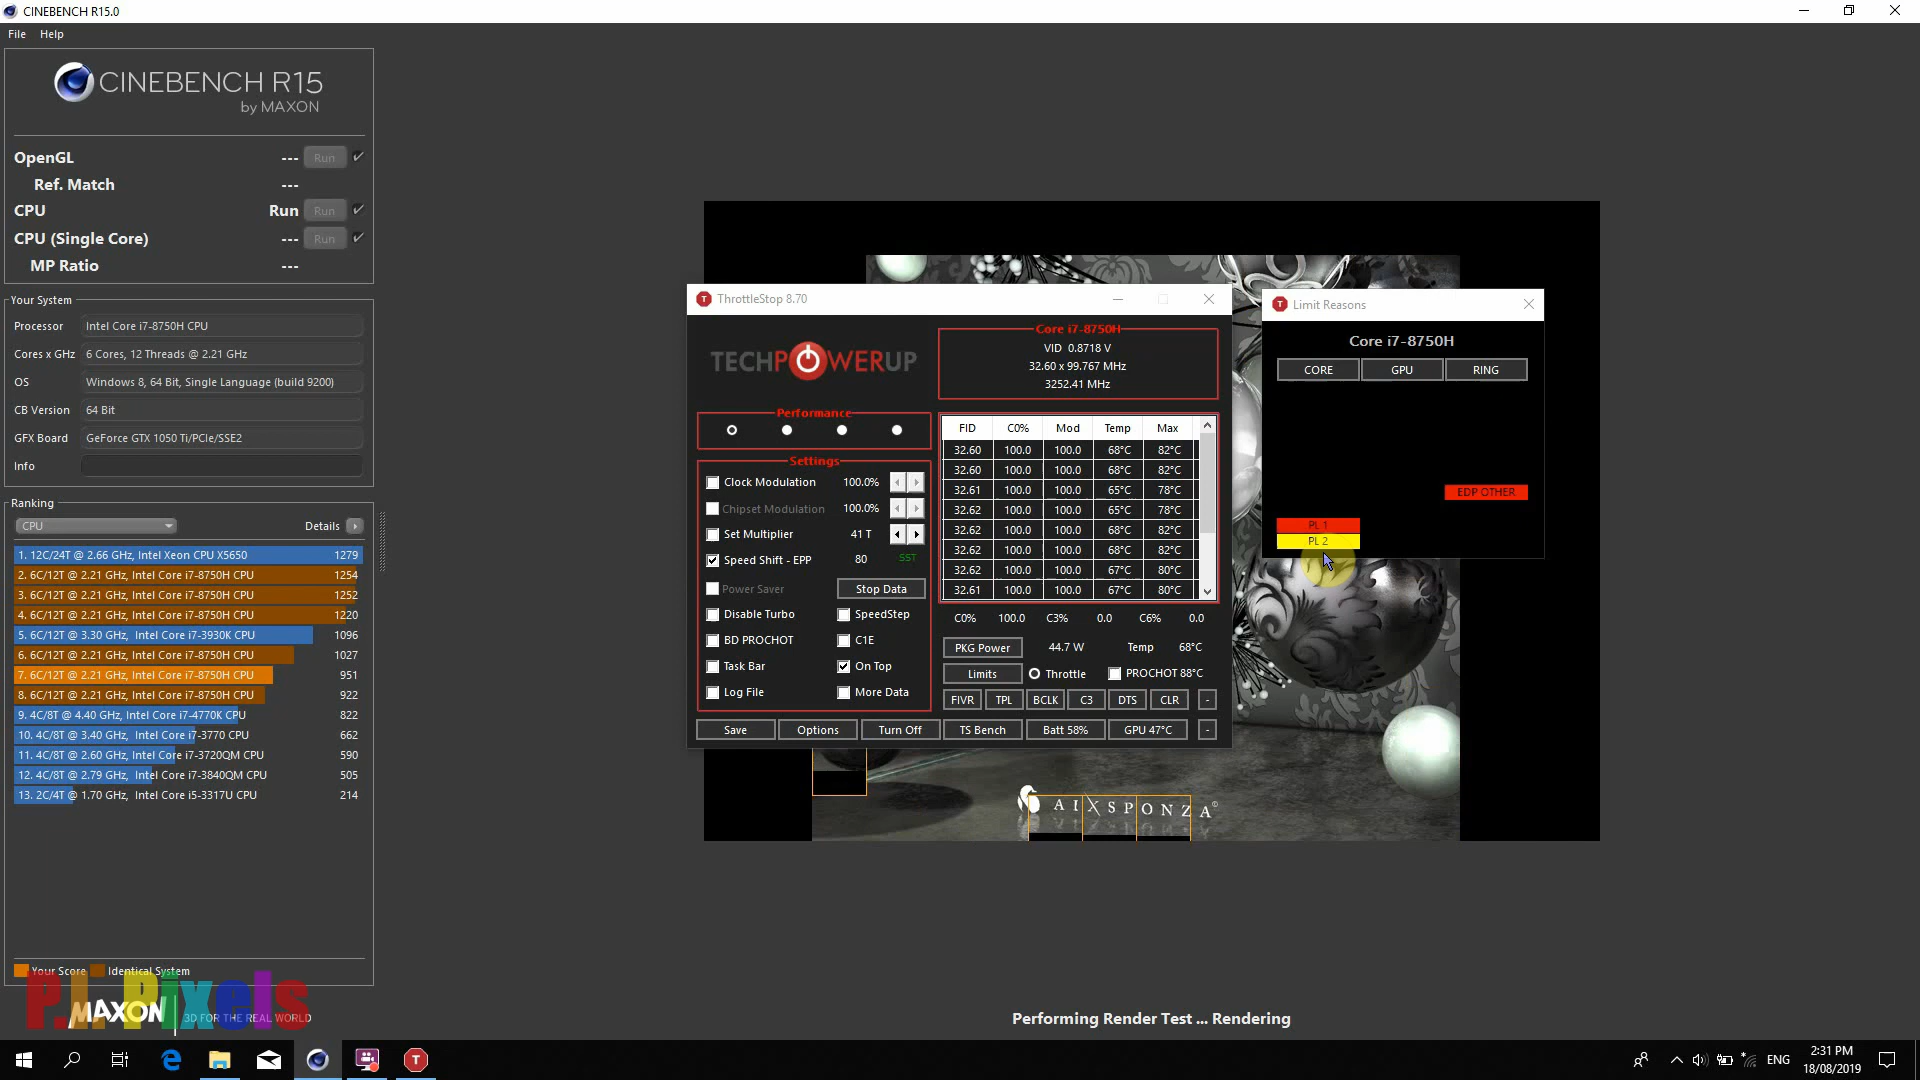 CINEBENCH R15.0
File Help
CINEBENCH R15
by MAXON
OpenGL --- Run
Ref. Match ---
CPU Run Run
CPU (Single Core) --- Run
MP Ratio ---
Your System
Processor Intel Core i7-8750H CPU
Cores x GHz 6 Cores, 12 Threads @ 2.21 GHz
OS Windows 8, 64 Bit, Single Language (build 9200)
CB Version 64 Bit
GFX Board GeForce GTX 1050 Ti/PCIe/SSE2
Info
Ranking
CPU Details
1. 12C/24T @ 2.66 GHz, Intel Xeon CPU X5650 1279
2. 6C/12T @ 2.21 GHz, Intel Core i7-8750H CPU 1254
3. 6C/12T @ 2.21 GHz, Intel Core i7-8750H CPU 1252
4. 6C/12T @ 2.21 GHz, Intel Core i7-8750H CPU 1220
5. 6C/12T @ 3.30 GHz, Intel Core i7-3930K CPU 1096
6. 6C/12T @ 2.21 GHz, Intel Core i7-8750H CPU 1027
7. 6C/12T @ 2.21 GHz, Intel Core i7-8750H CPU 951
8. 6C/12T @ 2.21 GHz, Intel Core i7-8750H CPU 922
9. 4C/8T @ 4.40 GHz, Intel Core i7-4770K CPU 822
10. 4C/8T @ 3.40 GHz, Intel Core i7-3770 CPU 662
11. 4C/8T @ 2.60 GHz, Intel Core i7-3720QM CPU 590
12. 4C/8T @ 2.79 GHz, Intel Core i7-3840QM CPU 505
13. 2C/4T @ 1.70 GHz, Intel Core i5-3317U CPU 214
Your Score Identical System
P.I. Pixels
MAXON 3D FOR THE REAL WORLD
ThrottleStop 8.70
TECHPOWERUP
Core i7-8750H
VID 0.8718 V
32.60 x 99.767 MHz
3252.41 MHz
Performance
Settings
Clock Modulation 100.0%
Chipset Modulation 100.0%
Set Multiplier 41 T
Speed Shift - EPP 80 SST
Power Saver Stop Data
Disable Turbo SpeedStep
BD PROCHOT C1E
Task Bar On Top
Log File More Data
Save Options Turn Off TS Bench Batt 58% GPU 47°C -
FID C0% Mod Temp Max
32.60 100.0 100.0 68°C 82°C
32.60 100.0 100.0 68°C 82°C
32.61 100.0 100.0 65°C 78°C
32.62 100.0 100.0 65°C 78°C
32.62 100.0 100.0 68°C 82°C
32.62 100.0 100.0 68°C 82°C
32.62 100.0 100.0 67°C 80°C
32.61 100.0 100.0 67°C 80°C
C0% 100.0 C3% 0.0 C6% 0.0
PKG Power 44.7 W Temp 68°C
Limits Throttle PROCHOT 88°C
FIVR TPL BCLK C3 DTS CLR -
Limit Reasons
Core i7-8750H
CORE GPU RING
EDP OTHER
PL 1
PL 2
AIXSPONZA®
Performing Render Test ... Rendering
ENG
2:31 PM
18/08/2019